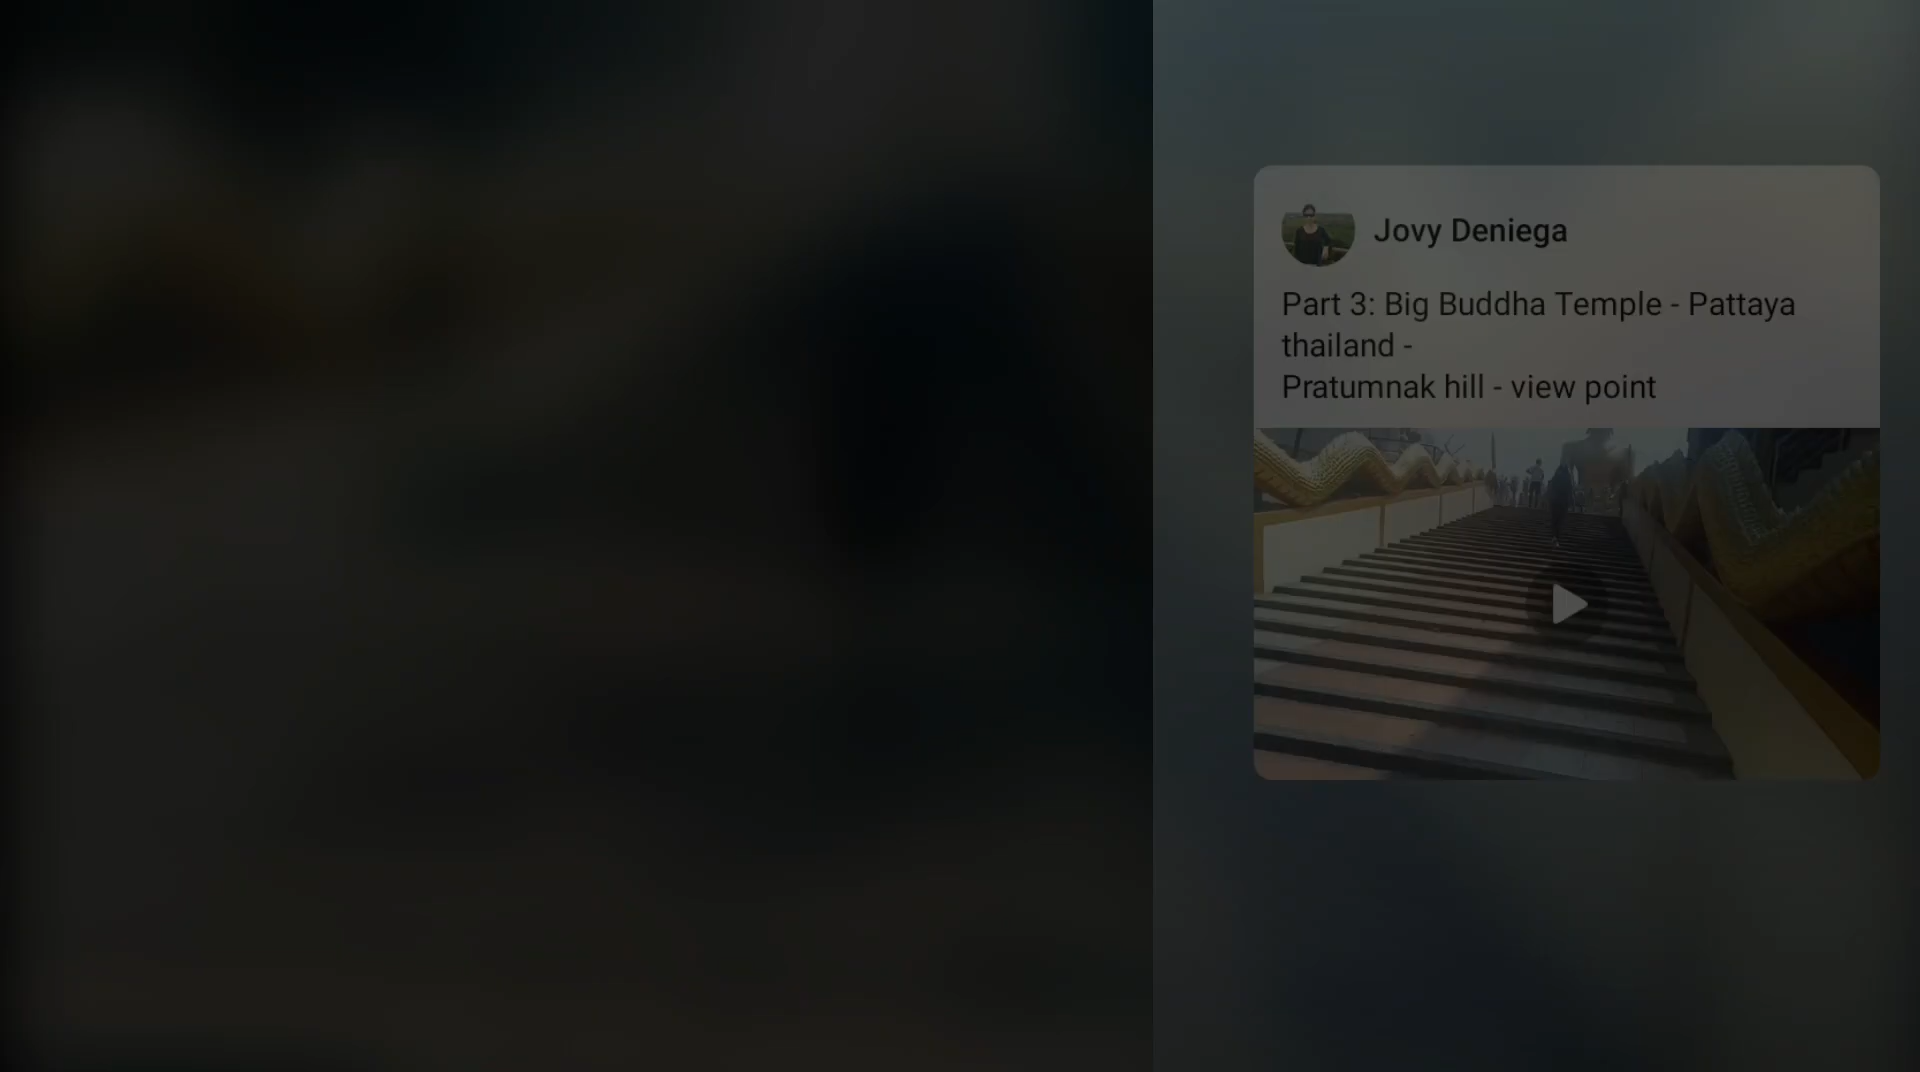 Jovy Deniega
Part 3: Big Buddha Temple - Pattaya
thailand -
Pratumnak hill - view point